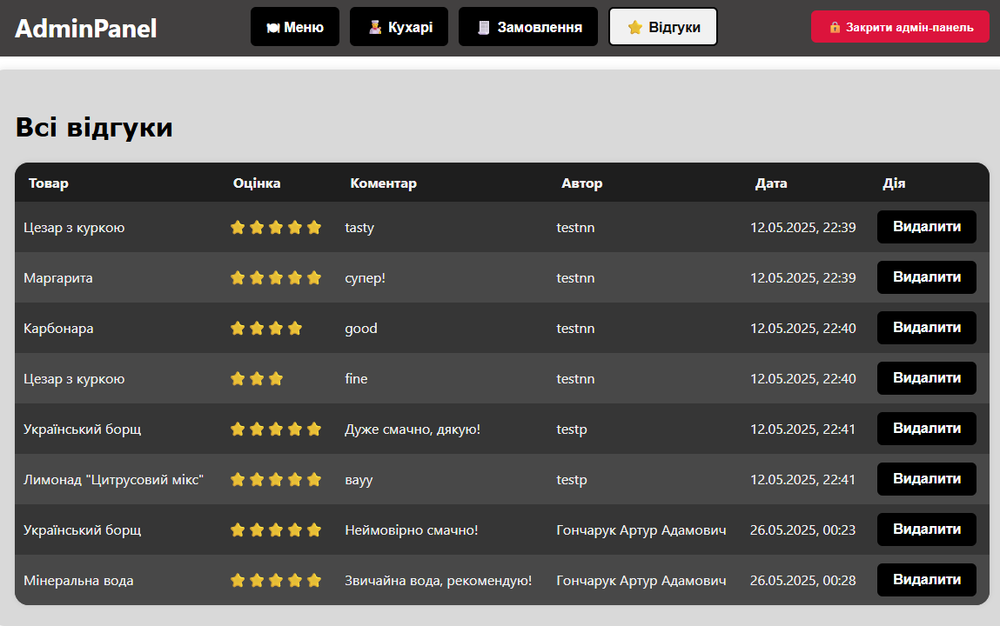 AdminPanel
🍽 Меню
👩‍🍳 Кухарі
🧾 Замовлення
⭐ Відгуки
🔒 Закрити адмін-панель
Всі відгуки
Товар Оцінка Коментар Автор Дата Дія
Цезар з куркою ⭐⭐⭐⭐⭐ tasty testnn 12.05.2025, 22:39 Видалити
Маргарита ⭐⭐⭐⭐⭐ супер! testnn 12.05.2025, 22:39 Видалити
Карбонара ⭐⭐⭐⭐ good testnn 12.05.2025, 22:40 Видалити
Цезар з куркою ⭐⭐⭐ fine testnn 12.05.2025, 22:40 Видалити
Український борщ ⭐⭐⭐⭐⭐ Дуже смачно, дякую! testp 12.05.2025, 22:41 Видалити
Лимонад "Цитрусовий мікс" ⭐⭐⭐⭐⭐ вауу testp 12.05.2025, 22:41 Видалити
Український борщ ⭐⭐⭐⭐⭐ Неймовірно смачно! Гончарук Артур Адамович 26.05.2025, 00:23 Видалити
Мінеральна вода ⭐⭐⭐⭐⭐ Звичайна вода, рекомендую! Гончарук Артур Адамович 26.05.2025, 00:28 Видалити